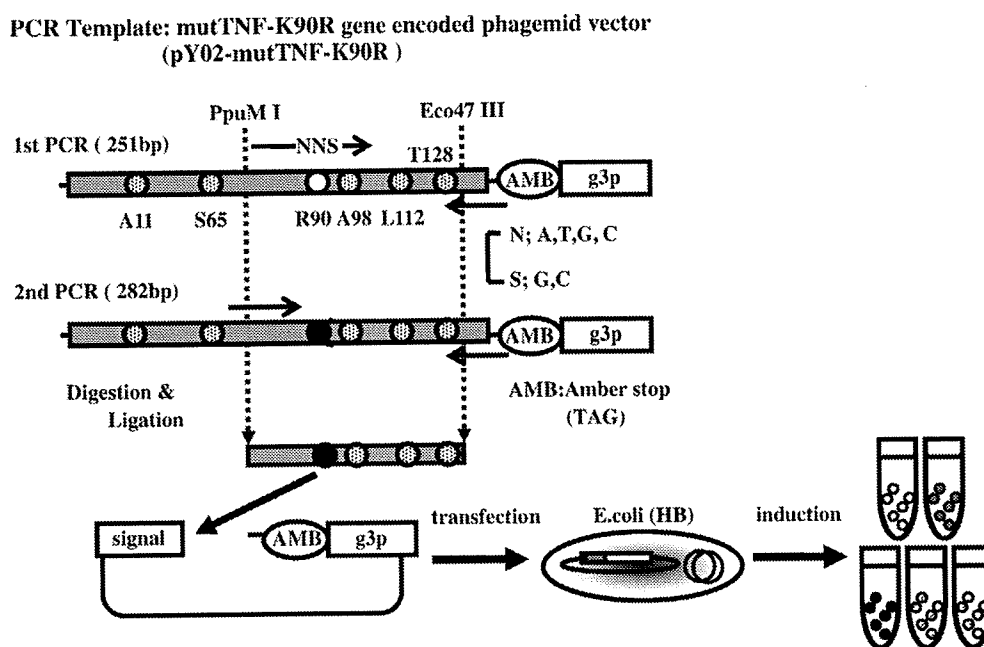 PCR Template: mutTNF-K90R gene encoded phagemid vector
(pY02-mutTNF-K90R )
PpuM I
Eco47 III
1st PCR ( 251bp)
NNS
T128
AMB
g3p
A11
S65
R90 A98 L112
N; A,T,G, C
S; G,C
2nd PCR ( 282bp)
AMB
g3p
Digestion &
Ligation
AMB:Amber stop
(TAG)
signal
AMB
g3p
transfection
E.coli (HB)
induction